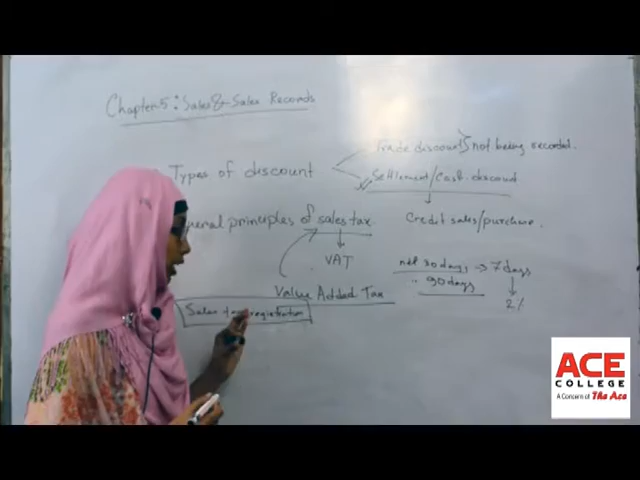 Chapter 5: Sales & Sales Records
Types of discount
Trade discount} not being recorded.
Settlement/Cash discount
Credit sales/purchase.
General principles of sales tax.
VAT
Value Added Tax
net 30 days, → 7 days
" 90 days
2%
Sales tax registration
ACE
COLLEGE
A Concern of The Ace